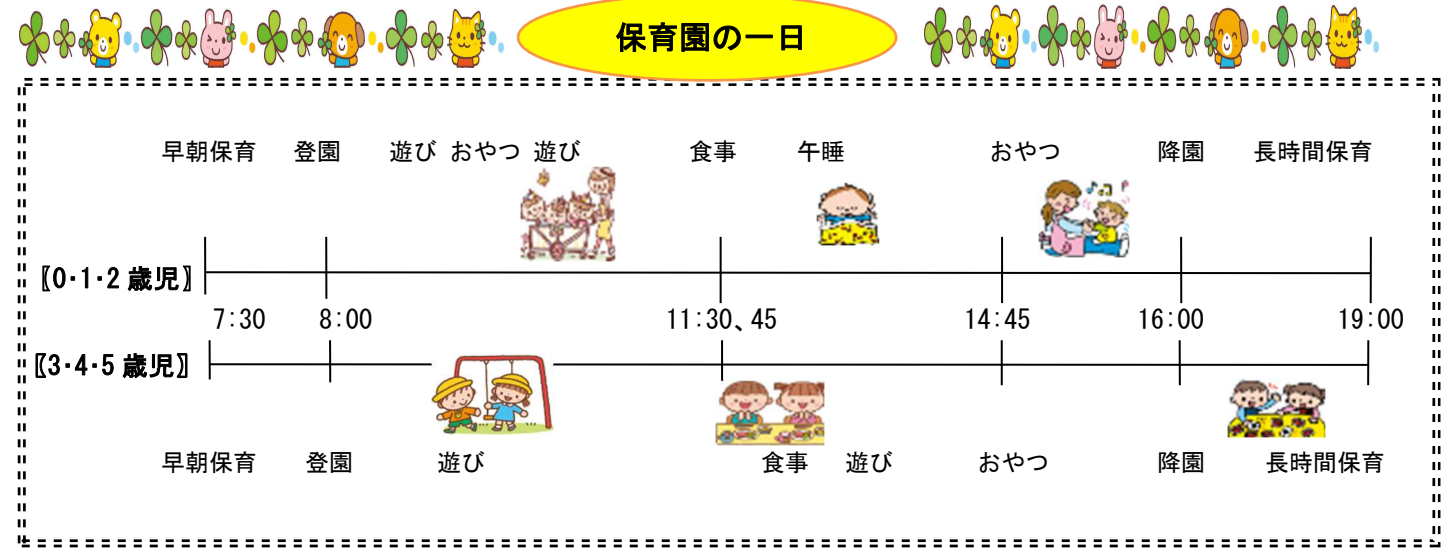 保育園の一日
早朝保育 登園 遊び おやつ 遊び 食事 午睡 おやつ 降園 長時間保育
〖0・1・2 歳児〗
7:30 8:00 11:30、45 14:45 16:00 19:00
〖3・4・5 歳児〗
早朝保育 登園 遊び 食事 遊び おやつ 降園 長時間保育